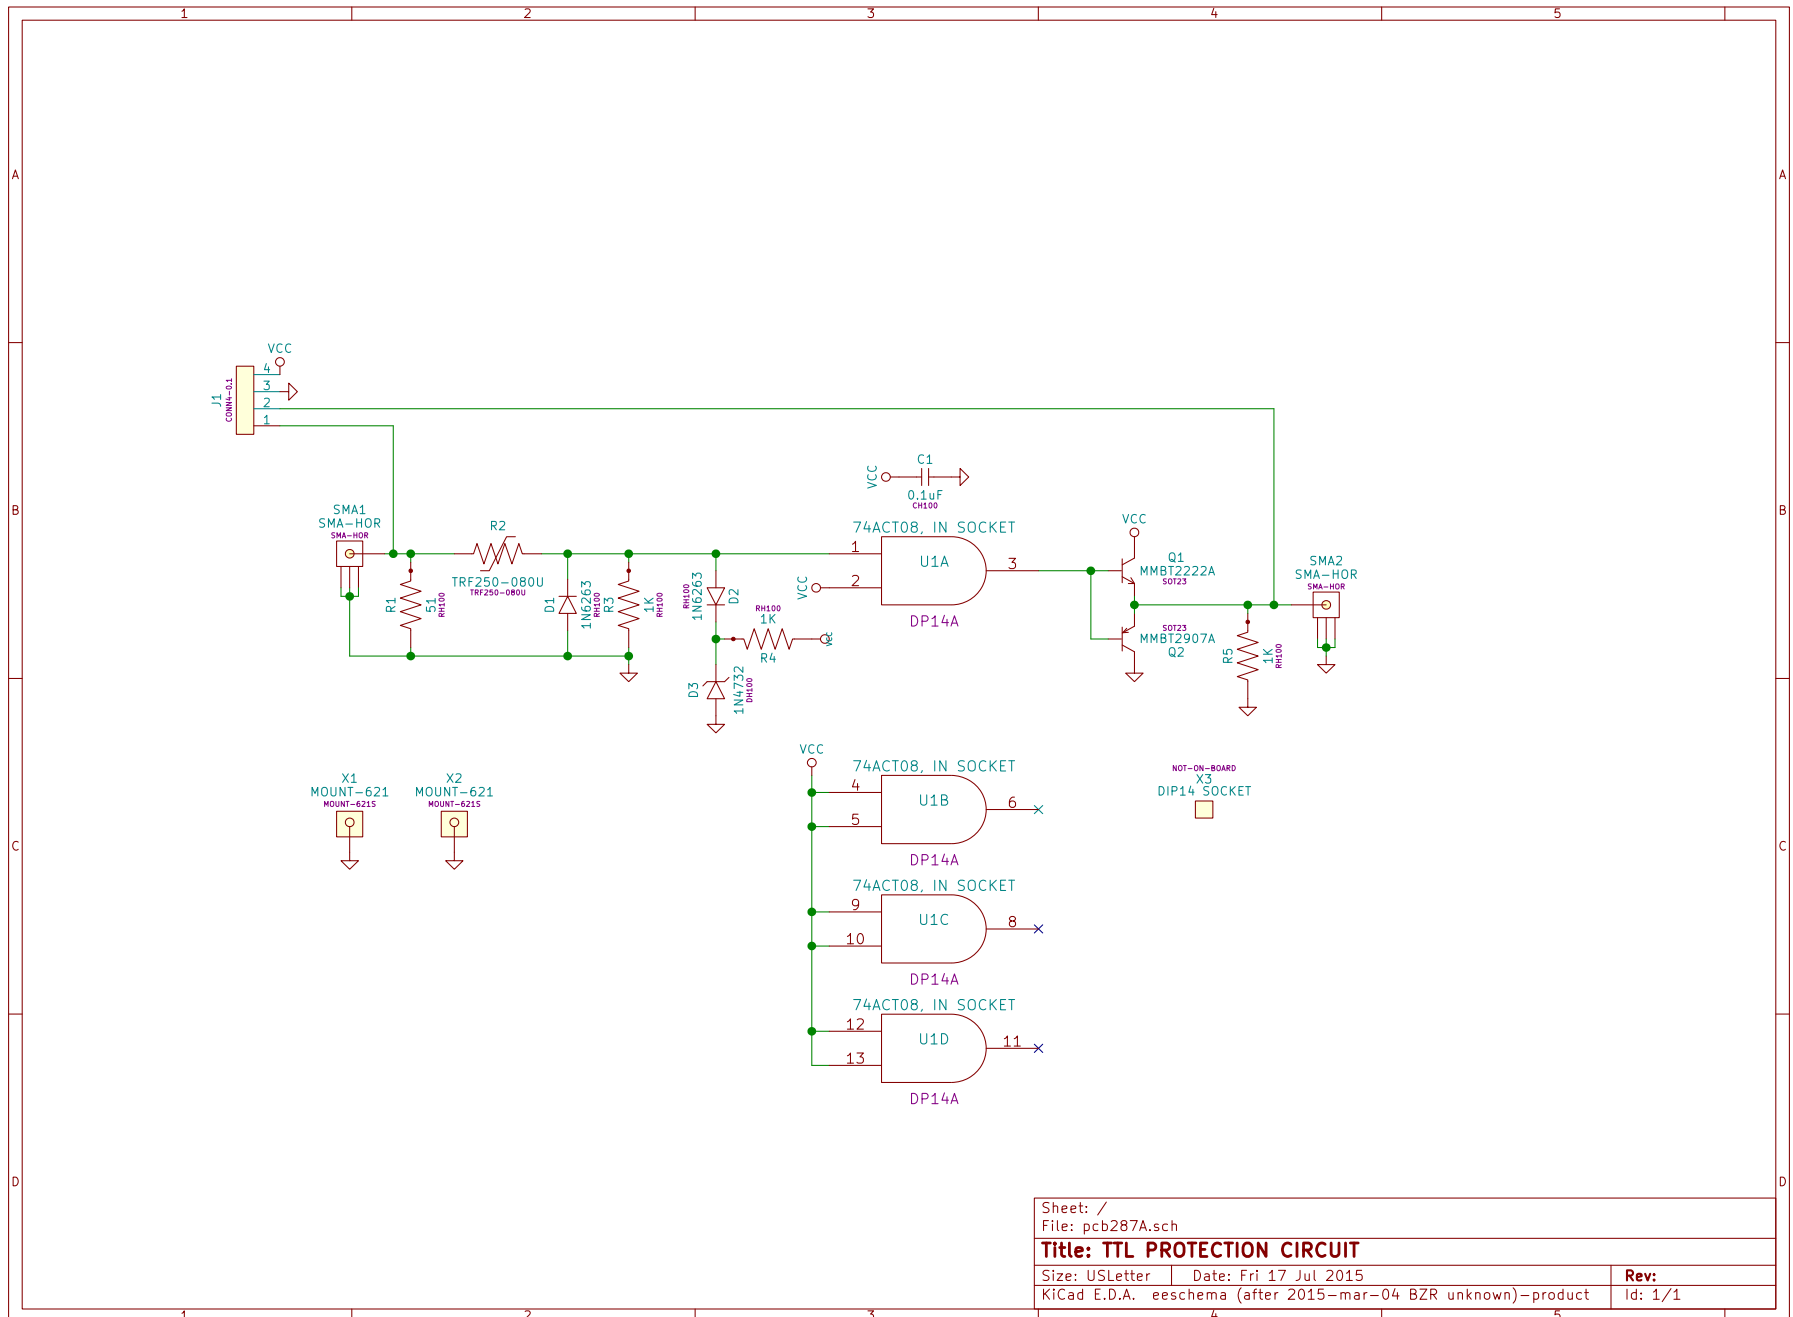 1 2 3 4 5
A A
VCC
J1
CONN4-0.1
4
3
2
1
B B
SMA1
SMA-HOR
SMA-HOR
R1
51
RH100
R2
TRF250-080U
TRF250-080U
D1
1N6263
RH100
R3
1K
RH100
RH100
1N6263
D2
RH100
1K
R4
VCC
D3
1N4732
DH100
VCC
C1
0.1uF
CH100
74ACT08, IN SOCKET
1
VCC
2
U1A
3
DP14A
VCC
Q1
MMBT2222A
SOT23
SOT23
MMBT2907A
Q2
R5
1K
RH100
SMA2
SMA-HOR
SMA-HOR
C C
X1
MOUNT-621
MOUNT-621S
X2
MOUNT-621
MOUNT-621S
VCC
74ACT08, IN SOCKET
4
5
U1B
6
DP14A
NOT-ON-BOARD
X3
DIP14 SOCKET
74ACT08, IN SOCKET
9
10
U1C
8
DP14A
74ACT08, IN SOCKET
12
13
U1D
11
DP14A
D D
Sheet: /
File: pcb287A.sch
Title: TTL PROTECTION CIRCUIT
Size: USLetter Date: Fri 17 Jul 2015 Rev:
KiCad E.D.A. eeschema (after 2015-mar-04 BZR unknown)-product Id: 1/1
1 2 3 4 5